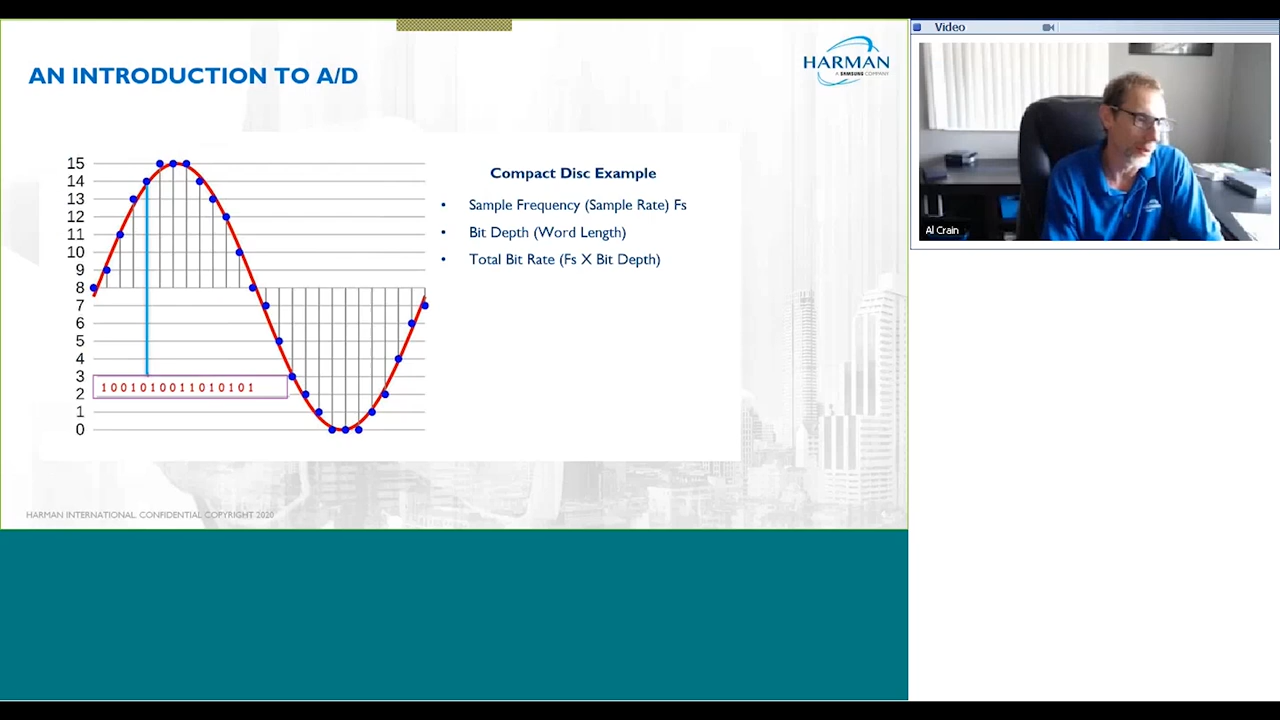 AN INTRODUCTION TO A/D
HARMAN
A SAMSUNG COMPANY
15
14
13
12
11
10
9
8
7
6
5
4
3
2
1
0
1 0 0 1 0 1 0 0 1 1 0 1 0 1 0 1
Compact Disc Example
• Sample Frequency (Sample Rate) Fs
• Bit Depth (Word Length)
• Total Bit Rate (Fs X Bit Depth)
HARMAN INTERNATIONAL. CONFIDENTIAL. COPYRIGHT 2020
Video
Al Crain